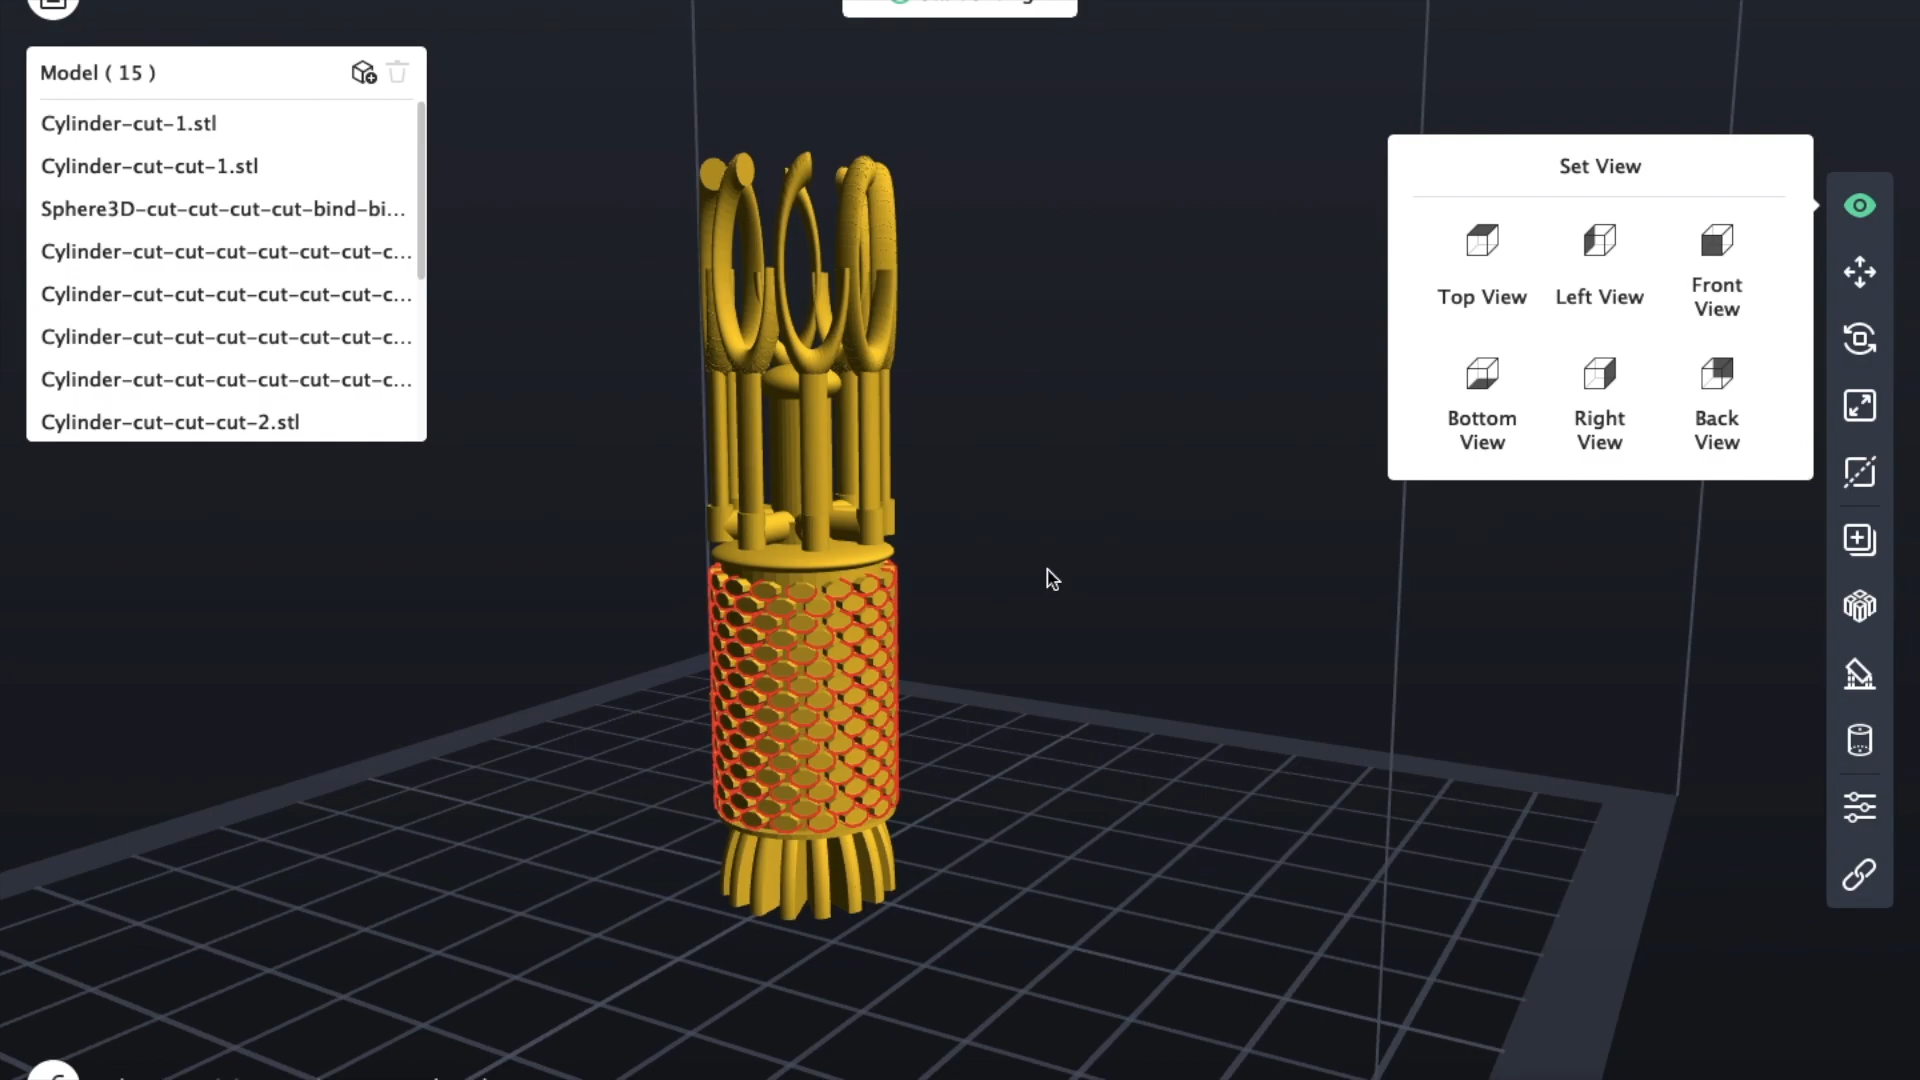 Model ( 15 )
Cylinder-cut-1.stl
Cylinder-cut-cut-1.stl
Sphere3D-cut-cut-cut-cut-bind-bi...
Cylinder-cut-cut-cut-cut-cut-cut-c...
Cylinder-cut-cut-cut-cut-cut-cut-c...
Cylinder-cut-cut-cut-cut-cut-cut-c...
Cylinder-cut-cut-cut-cut-cut-cut-c...
Cylinder-cut-cut-cut-2.stl
Set View
Top View
Left View
Front
View
Bottom
View
Right
View
Back
View